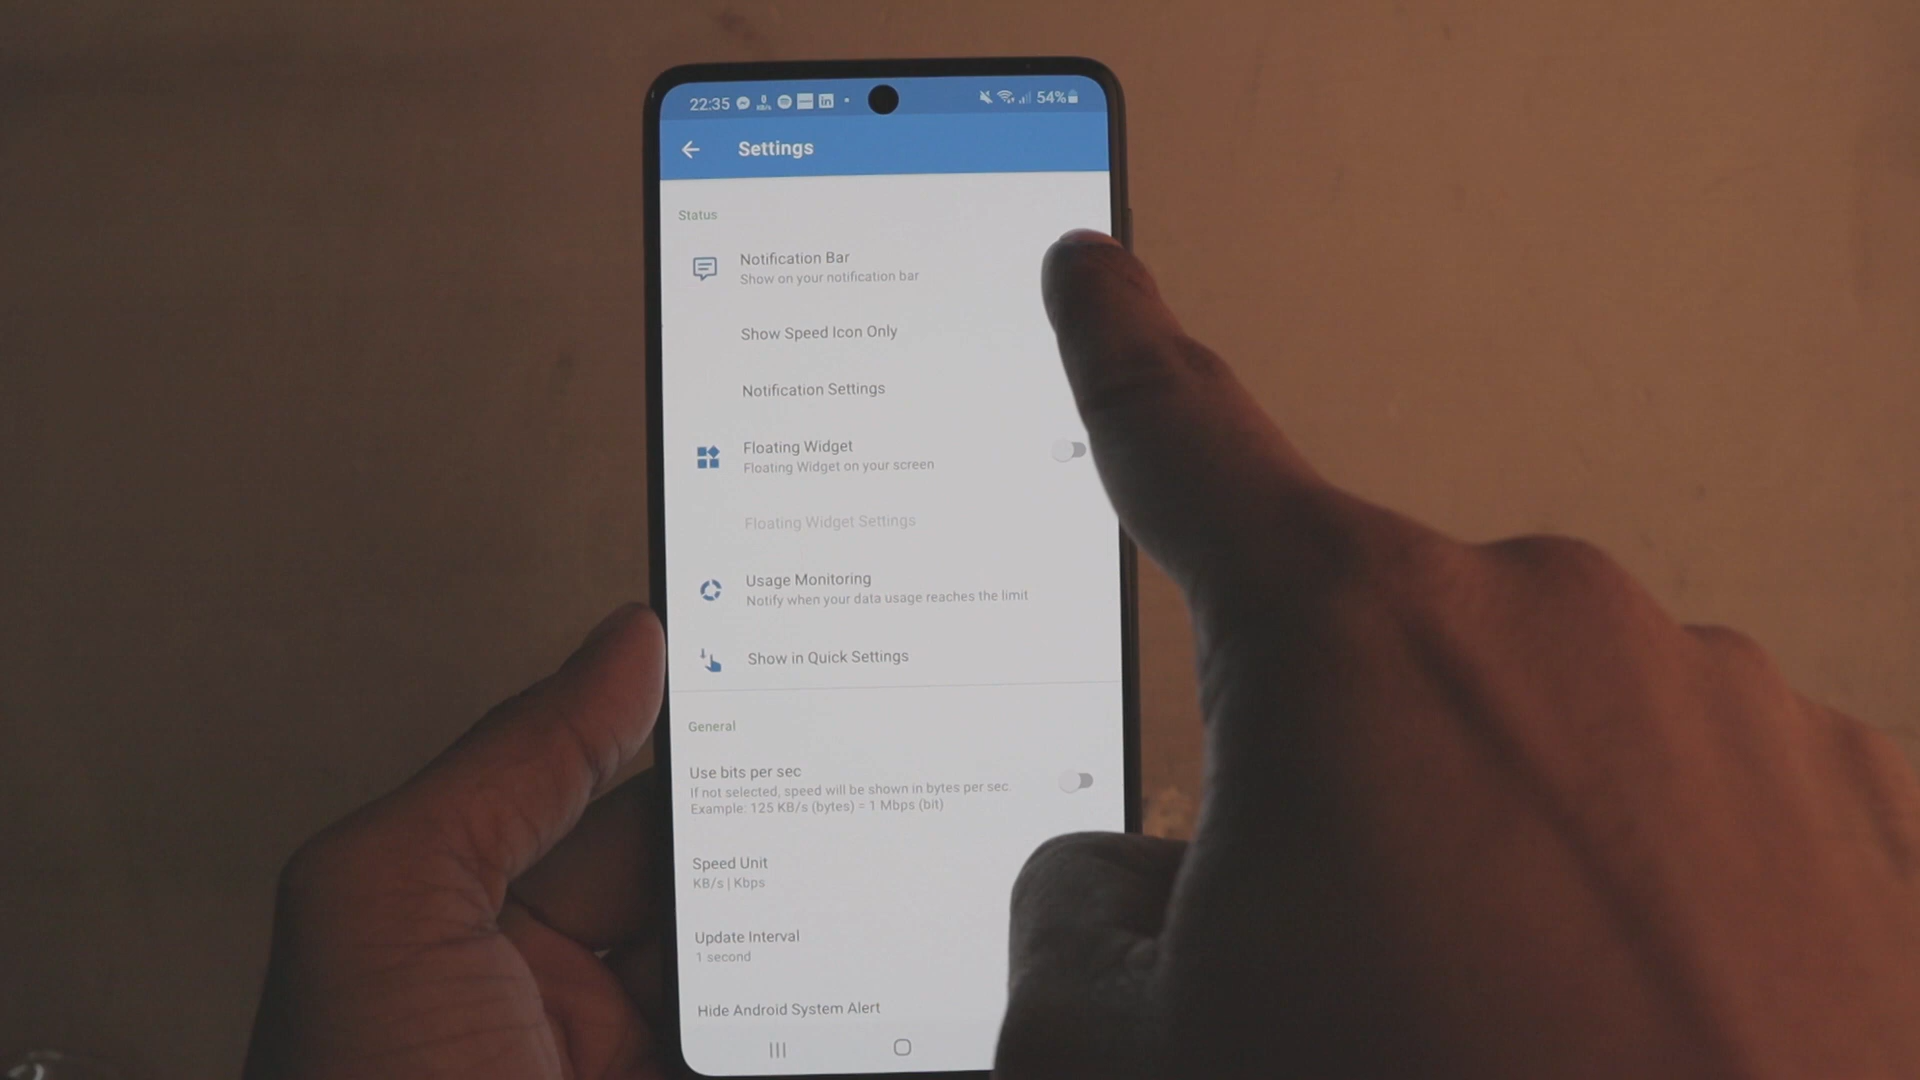 22:35
0
KB/s
in
54%
Settings
Status
Notification Bar
Show on your notification bar
Show Speed Icon Only
Notification Settings
Floating Widget
Floating Widget on your screen
Floating Widget Settings
Usage Monitoring
Notify when your data usage reaches the limit
Show in Quick Settings
General
Use bits per sec
If not selected, speed will be shown in bytes per sec.
Example: 125 KB/s (bytes) = 1 Mbps (bit)
Speed Unit
KB/s | Kbps
Update Interval
1 second
Hide Android System Alert